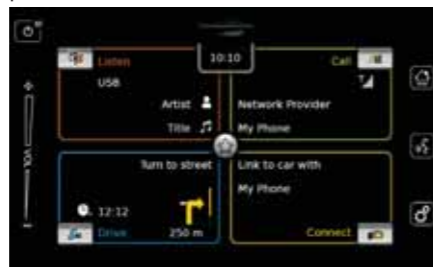 Listen
10:10
Call
USB
Artist
Network Provider
Title
My Phone
Turn to street
Link to car with
My Phone
12:12
Drive
250 m
Connect